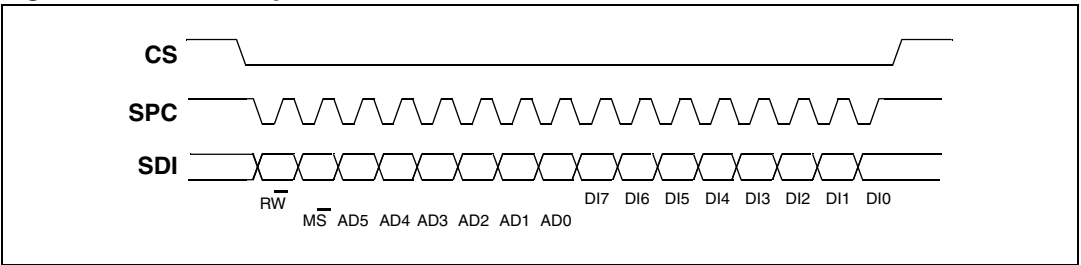 CS
SPC
SDI
RW̅ DI7 DI6 DI5 DI4 DI3 DI2 DI1 DI0
MS̅ AD5 AD4 AD3 AD2 AD1 AD0